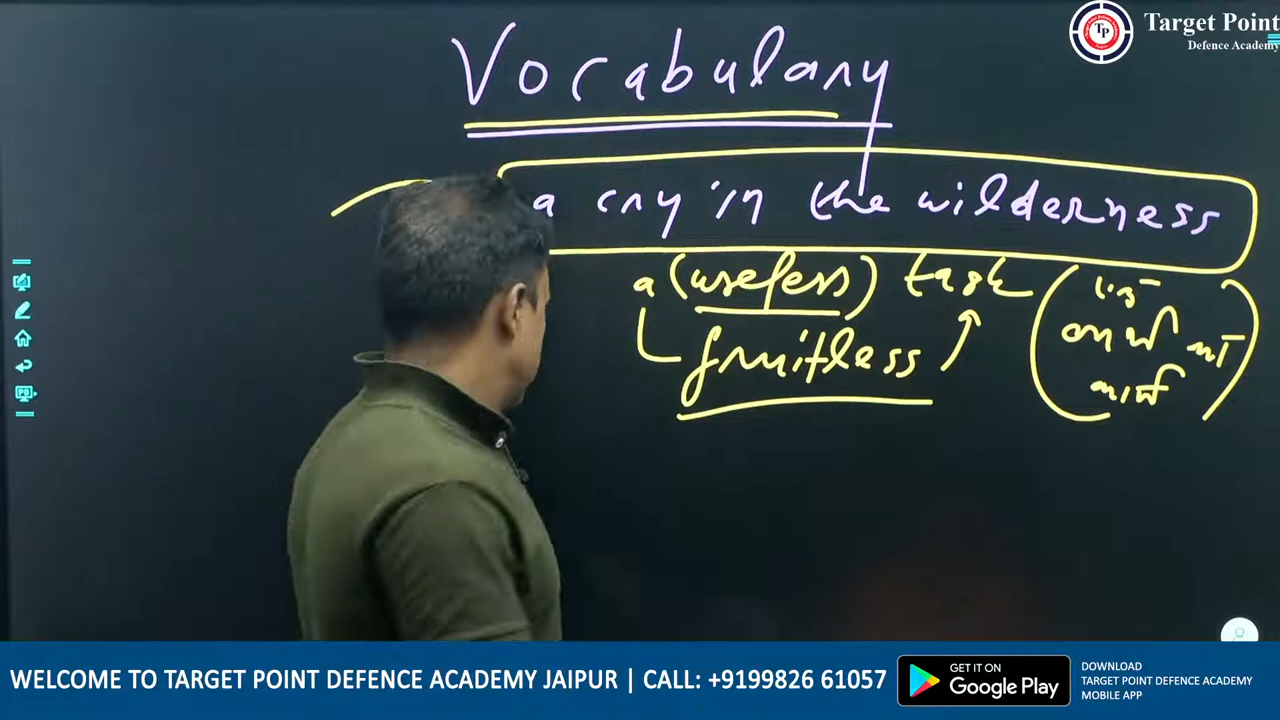 Target Point
Defence Academy
TP
Vocabulary
a cry in the wilderness
a (useless) task
fruitless
WELCOME TO TARGET POINT DEFENCE ACADEMY JAIPUR | CALL: +9199826 61057
GET IT ON
Google Play
DOWNLOAD
TARGET POINT DEFENCE ACADEMY
MOBILE APP